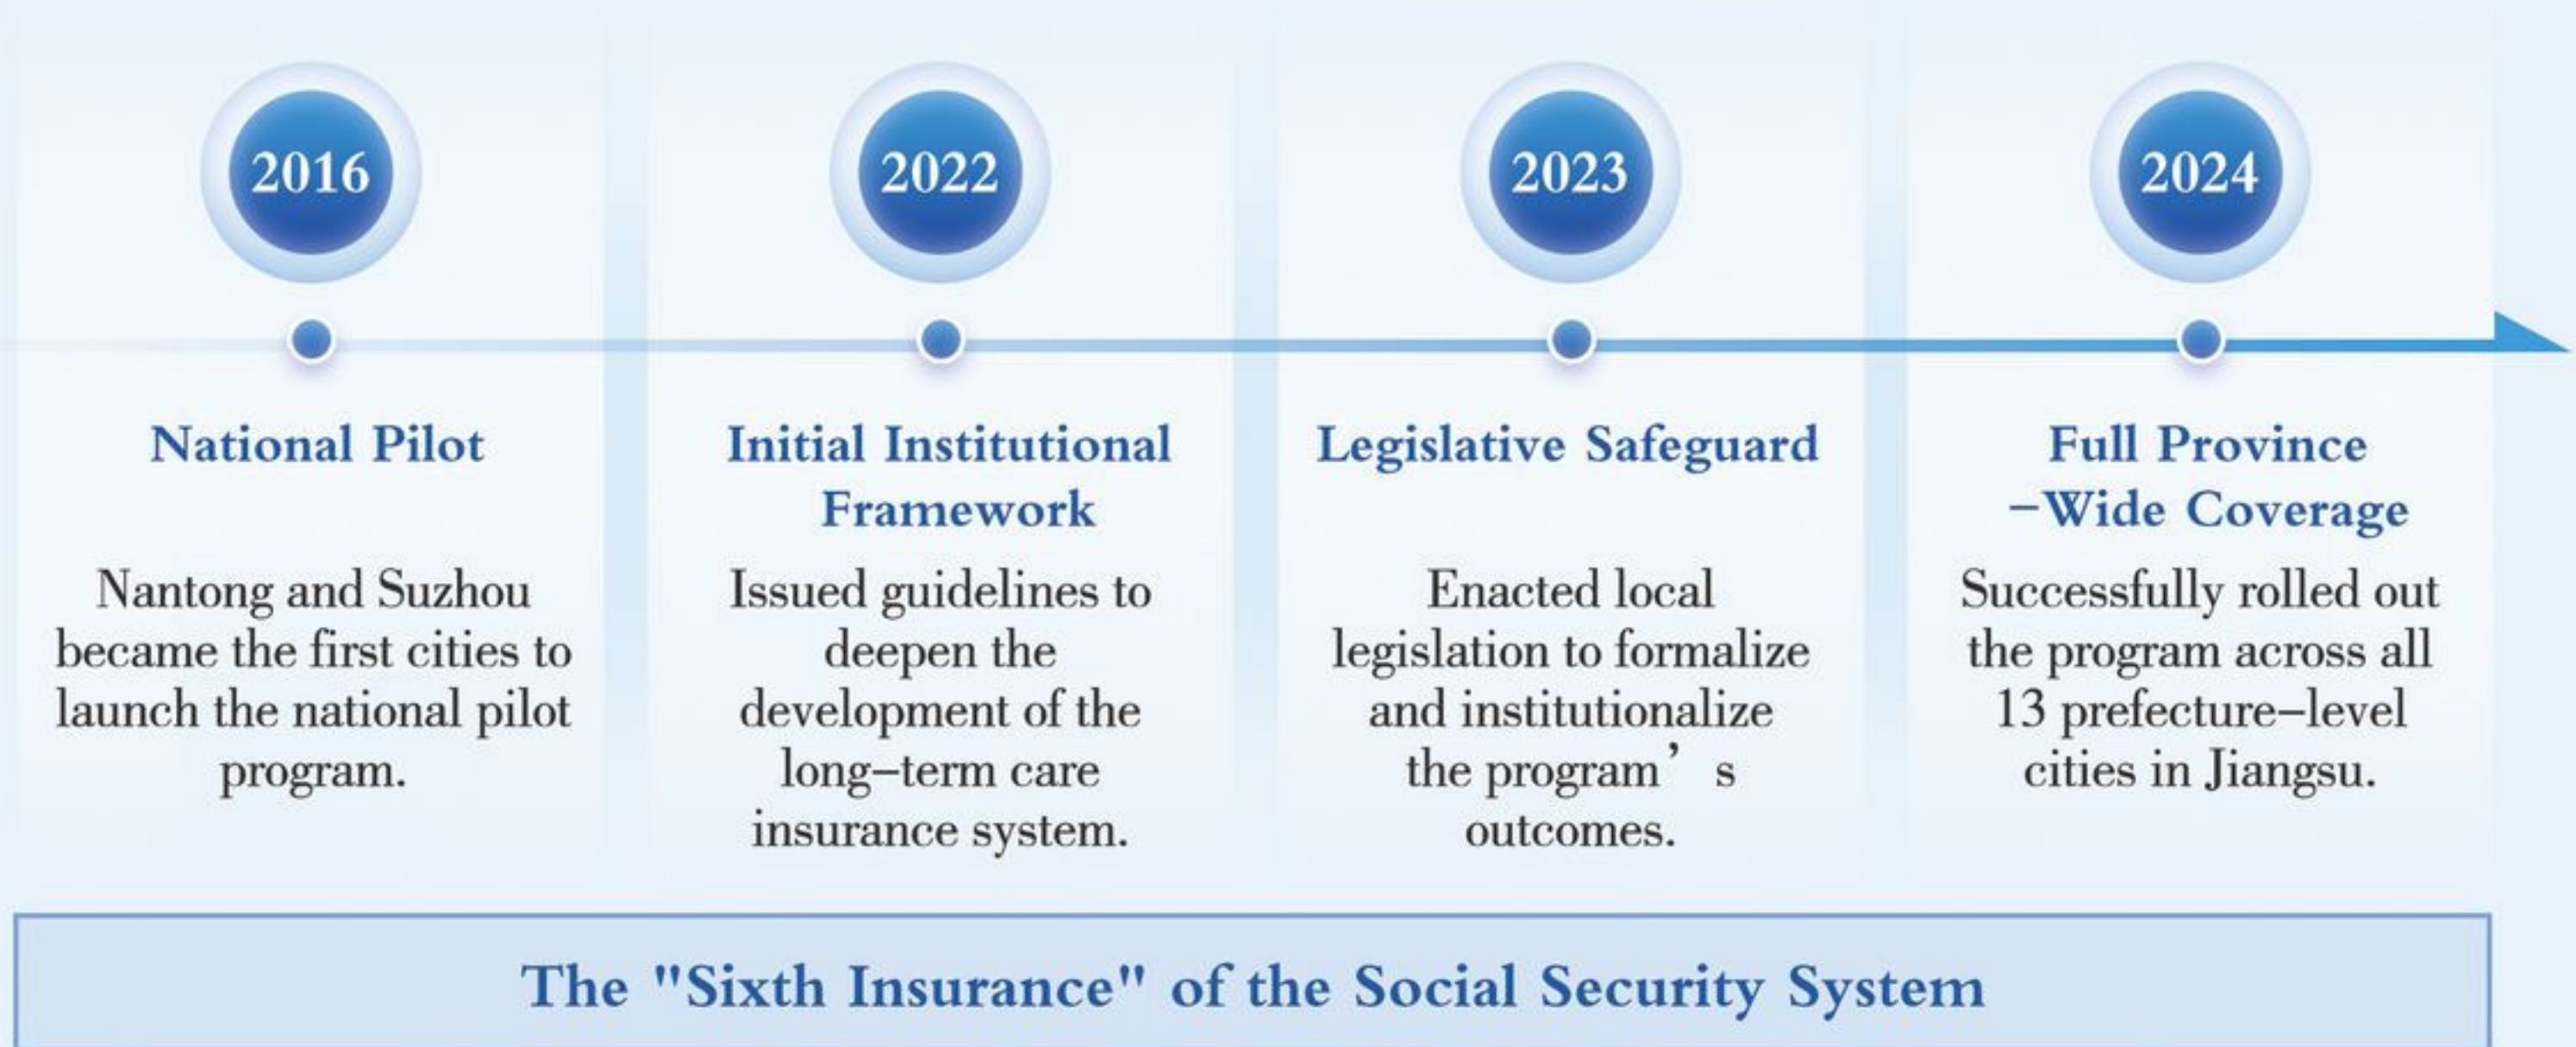 2016
2022
2023
2024
National Pilot
Nantong and Suzhou
became the first cities to
launch the national pilot
program.
Initial Institutional
Framework
Issued guidelines to
deepen the
development of the
long–term care
insurance system.
Legislative Safeguard
Enacted local
legislation to formalize
and institutionalize
the program’ s
outcomes.
Full Province
–Wide Coverage
Successfully rolled out
the program across all
13 prefecture–level
cities in Jiangsu.
The "Sixth Insurance" of the Social Security System